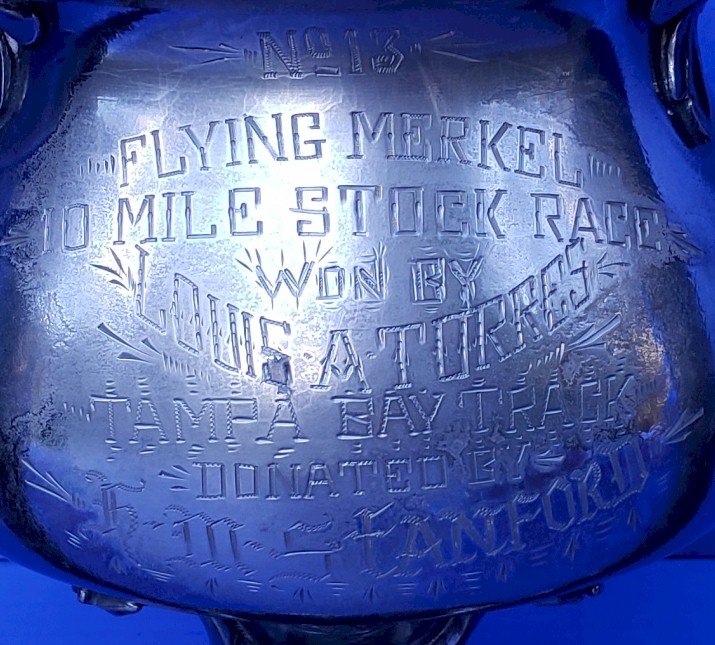 No 13
FLYING MERKEL
10 MILE STOCK RACE
WON BY
LOUIS·A·TORRES
TAMPA BAY TRACK
DONATED BY
STANFORD